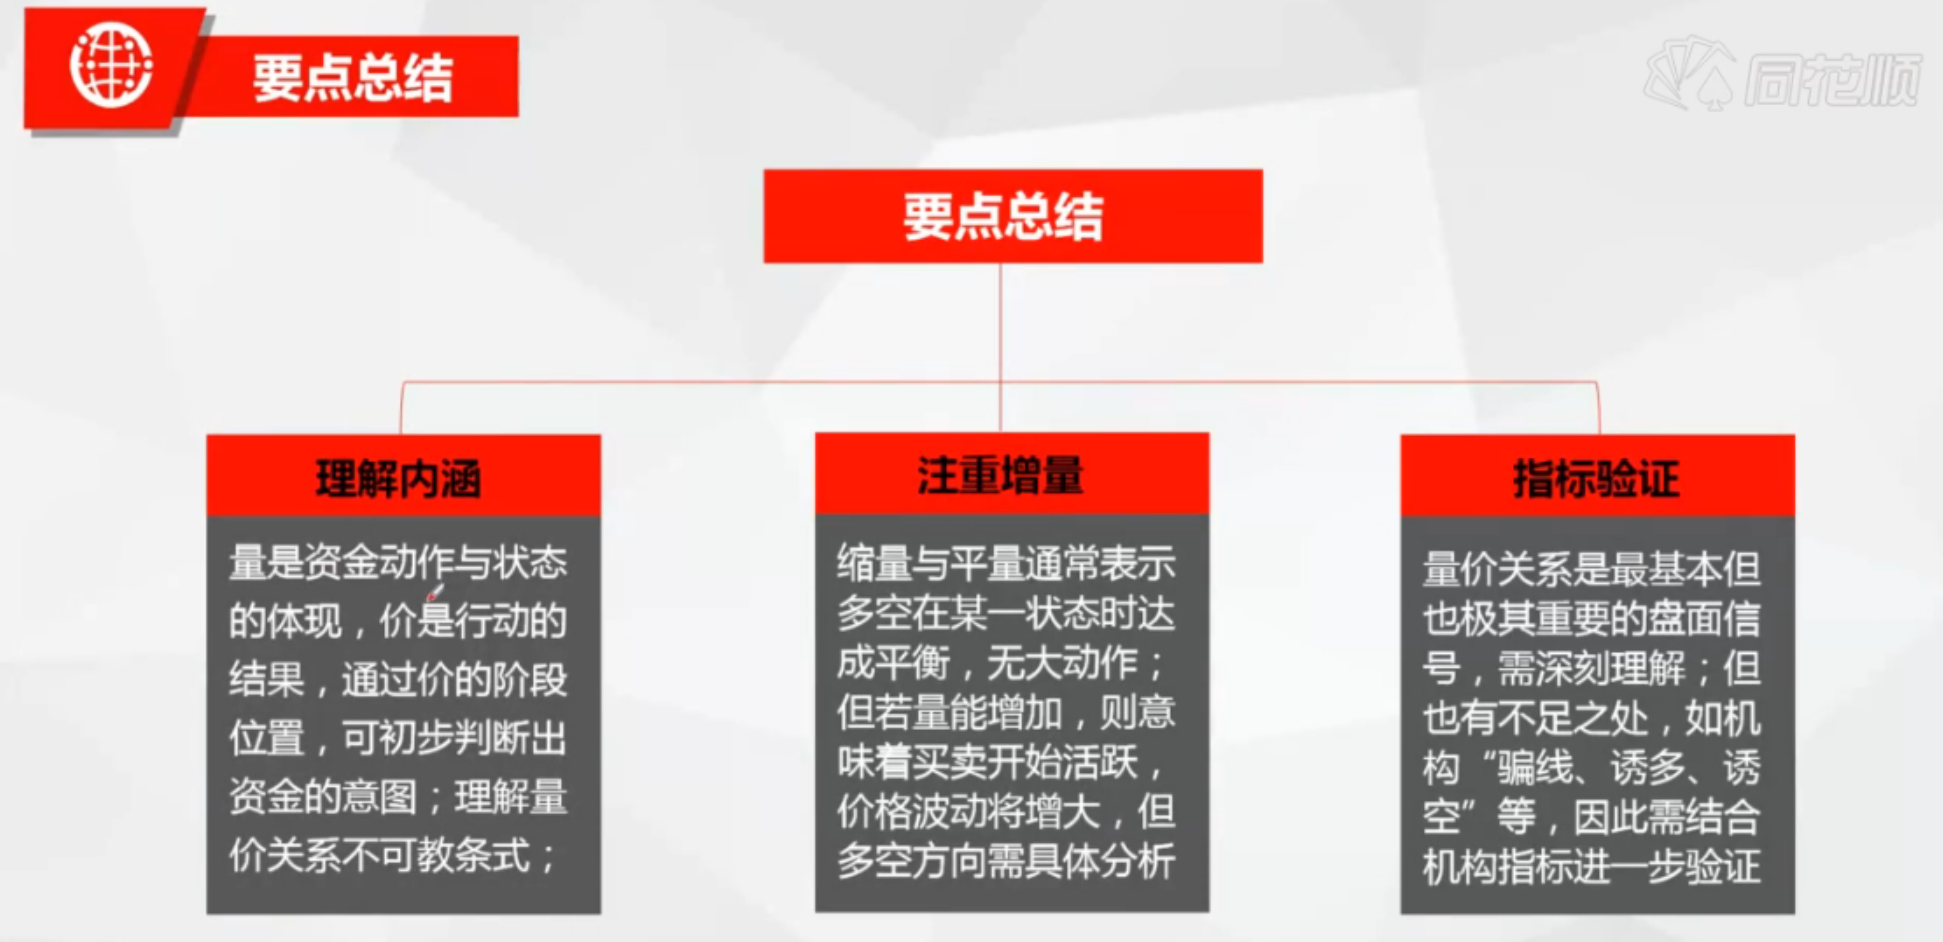 要点总结
同花顺
要点总结
理解内涵
量是资金动作与状态
的体现，价是行动的
结果，通过价的阶段
位置，可初步判断出
资金的意图；理解量
价关系不可教条式；
注重增量
缩量与平量通常表示
多空在某一状态时达
成平衡，无大动作；
但若量能增加，则意
味着买卖开始活跃，
价格波动将增大，但
多空方向需具体分析
指标验证
量价关系是最基本但
也极其重要的盘面信
号，需深刻理解；但
也有不足之处，如机
构“骗线、诱多、诱
空”等，因此需结合
机构指标进一步验证